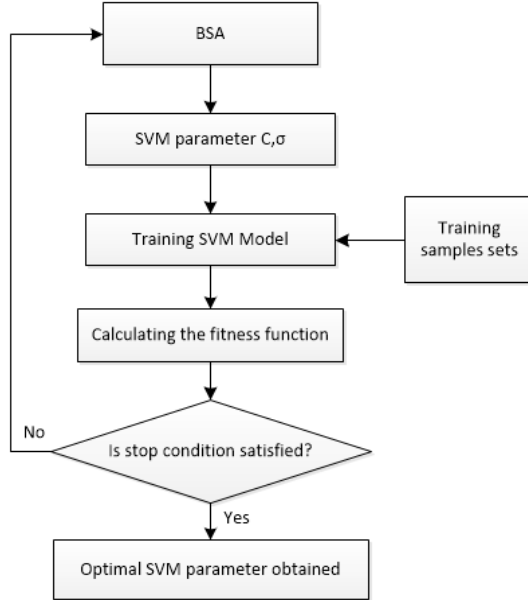 BSA
SVM parameter C,σ
Training SVM Model
Training
samples sets
Calculating the fitness function
No
Is stop condition satisfied?
Yes
Optimal SVM parameter obtained